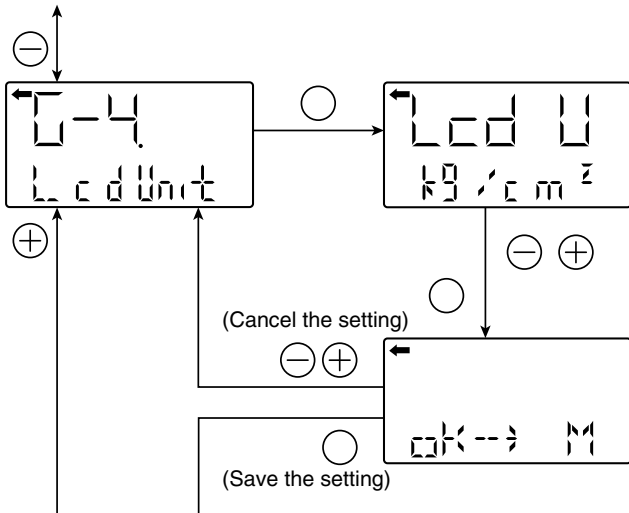 G-4.
LcdUnit
Lcd U
kg/cm²
(Cancel the setting)
ok--> M
(Save the setting)